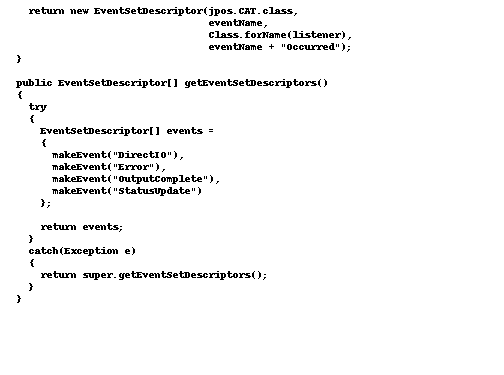 return new EventSetDescriptor(jpos.CAT.class,
eventName,
Class.forName(listener),
eventName + "Occurred");
}
public EventSetDescriptor[] getEventSetDescriptors()
{
try
{
EventSetDescriptor[] events =
{
makeEvent("DirectIO"),
makeEvent("Error"),
makeEvent("OutputComplete"),
makeEvent("StatusUpdate")
};
return events;
}
catch(Exception e)
{
return super.getEventSetDescriptors();
}
}